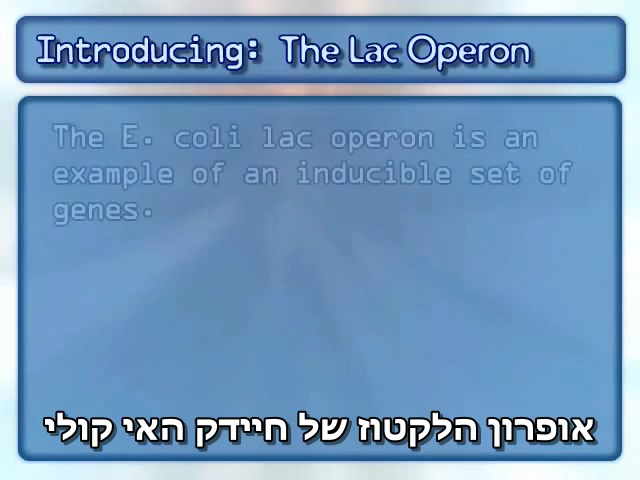 Introducing: The Lac Operon
The E. coli lac operon is an
example of an inducible set of
genes.
אופרון הלקטוז של חיידק האי קולי